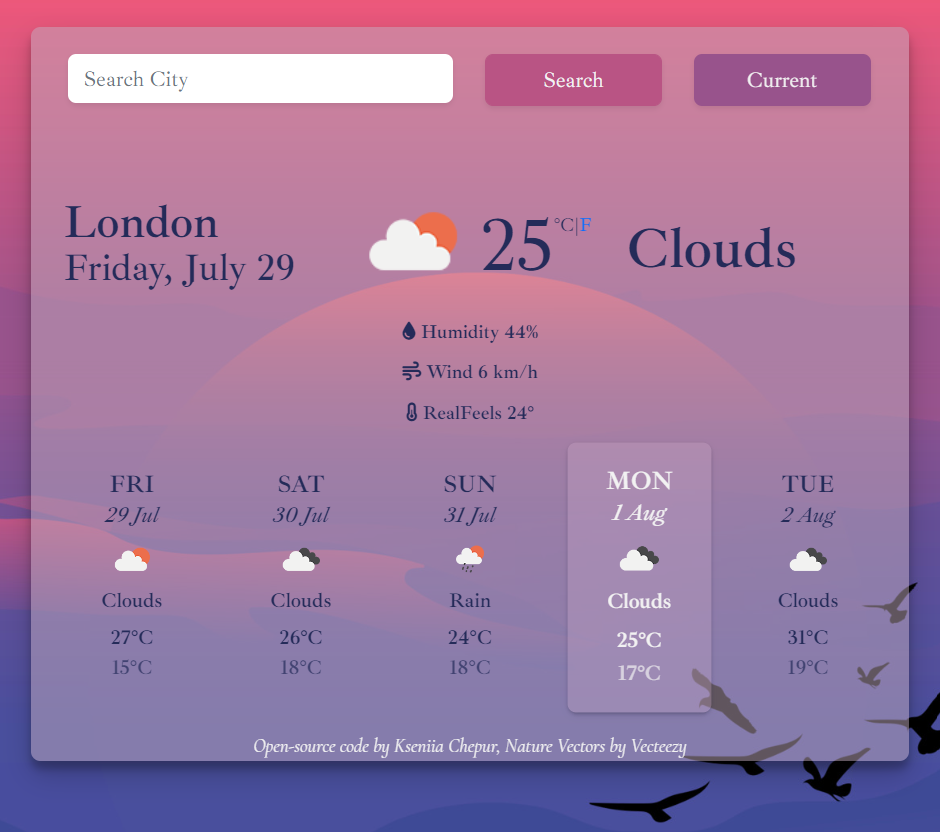 Search City Search Current
London
Friday, July 29
25 °C|F Clouds
Humidity 44%
Wind 6 km/h
RealFeels 24°
FRI SAT SUN MON TUE
29 Jul 30 Jul 31 Jul 1 Aug 2 Aug
Clouds Clouds Rain Clouds Clouds
27°C 26°C 24°C 25°C 31°C
15°C 18°C 18°C 17°C 19°C
Open-source code by Kseniia Chepur, Nature Vectors by Vecteezy